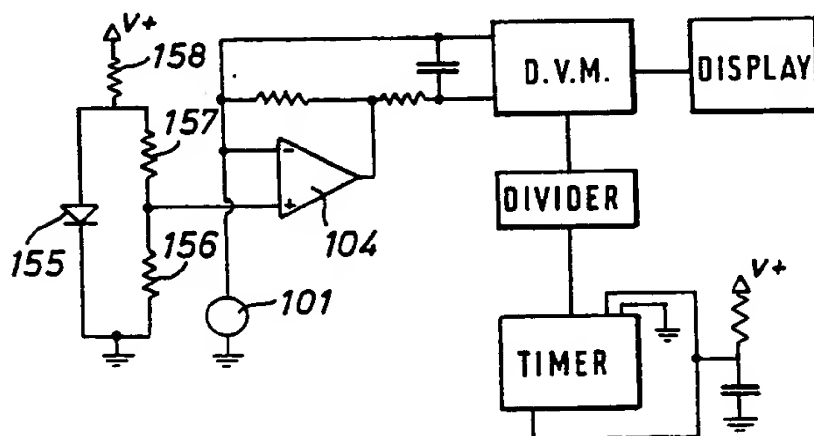 V+
158
157
155
156
-
+
104
101
D.V.M.
DISPLAY
DIVIDER
TIMER
V+